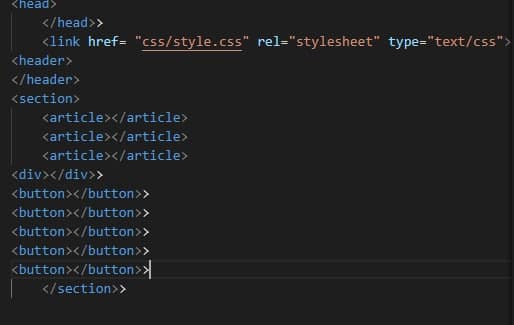 <head>
</head>>
<link href= "css/style.css" rel="stylesheet" type="text/css">
<header>
</header>
<section>
<article></article>
<article></article>
<article></article>
<div></div>>
<button></button>>
<button></button>>
<button></button>>
<button></button>>
<button></button>>
</section>>